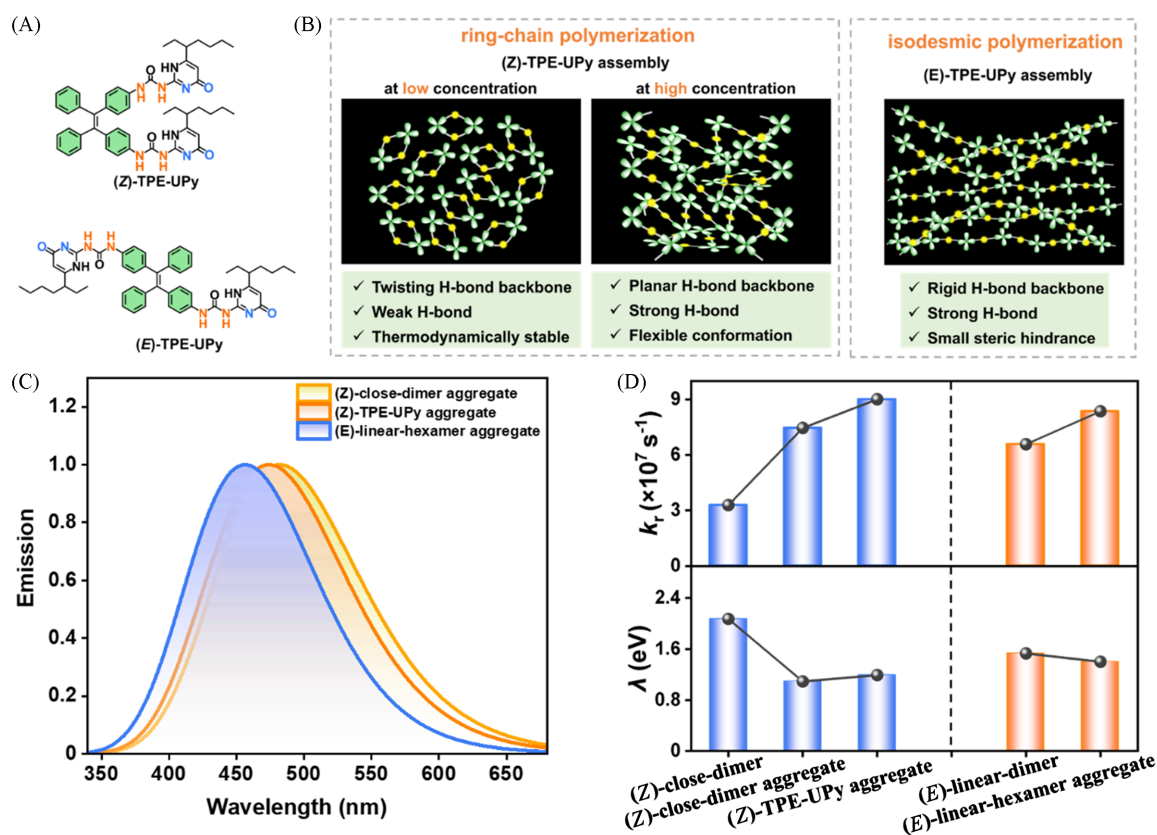 (A)
HN
O
N
O
N
H
N
H
HN
O
N
O
N
H
N
H
(Z)-TPE-UPy
H
N
H
N
N
O
O
NH
HN
O
N
O
N
H
N
H
(E)-TPE-UPy
(B)
ring-chain polymerization
(Z)-TPE-UPy assembly
at low concentration
at high concentration
✓ Twisting H-bond backbone
✓ Weak H-bond
✓ Thermodynamically stable
✓ Planar H-bond backbone
✓ Strong H-bond
✓ Flexible conformation
isodesmic polymerization
(E)-TPE-UPy assembly
✓ Rigid H-bond backbone
✓ Strong H-bond
✓ Small steric hindrance
(C)
(Z)-close-dimer aggregate
(Z)-TPE-UPy aggregate
(E)-linear-hexamer aggregate
Emission
1.2
1.0
0.8
0.6
0.4
0.2
0
350 400 450 500 550 600 650
Wavelength (nm)
(D)
kr (×10⁷ s⁻¹)
9
6
3
0
λ (eV)
2.4
1.6
0.8
0
(Z)-close-dimer
(Z)-close-dimer aggregate
(Z)-TPE-UPy aggregate
(E)-linear-dimer
(E)-linear-hexamer aggregate